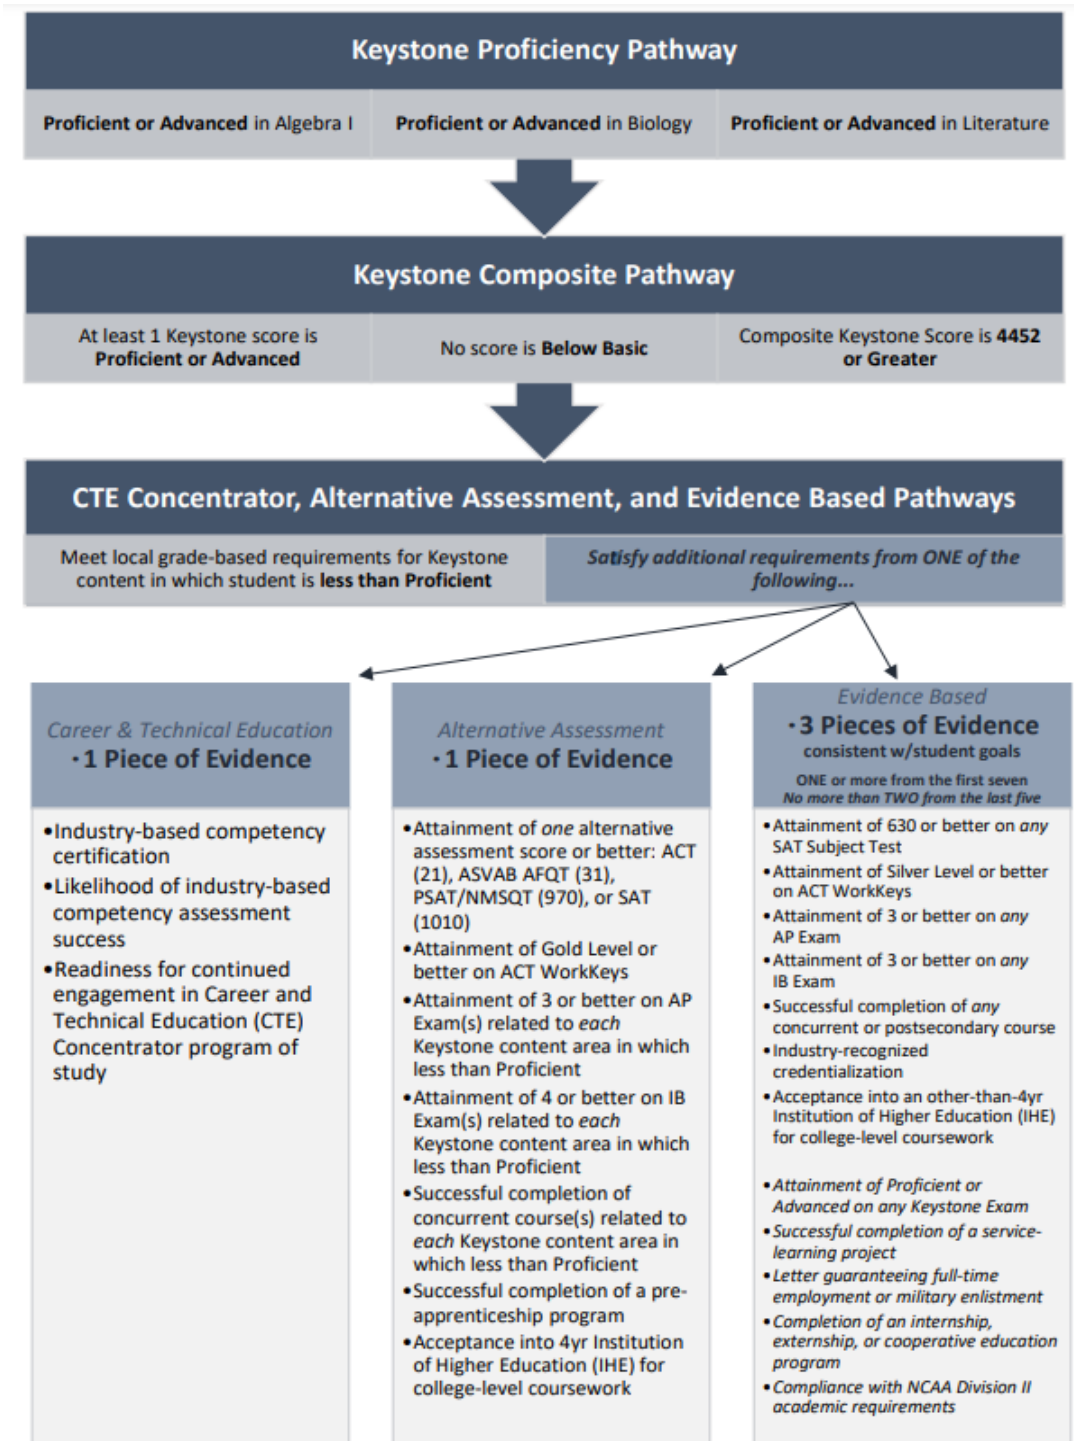 Keystone Proficiency Pathway
Proficient or Advanced in Algebra I
Proficient or Advanced in Biology
Proficient or Advanced in Literature
Keystone Composite Pathway
At least 1 Keystone score is
Proficient or Advanced
No score is Below Basic
Composite Keystone Score is 4452
or Greater
CTE Concentrator, Alternative Assessment, and Evidence Based Pathways
Meet local grade-based requirements for Keystone
content in which student is less than Proficient
Satisfy additional requirements from ONE of the
following...
Career & Technical Education
· 1 Piece of Evidence
•Industry-based competency
certification
•Likelihood of industry-based
competency assessment
success
•Readiness for continued
engagement in Career and
Technical Education (CTE)
Concentrator program of
study
Alternative Assessment
· 1 Piece of Evidence
•Attainment of one alternative
assessment score or better: ACT
(21), ASVAB AFQT (31),
PSAT/NMSQT (970), or SAT
(1010)
•Attainment of Gold Level or
better on ACT WorkKeys
•Attainment of 3 or better on AP
Exam(s) related to each
Keystone content area in which
less than Proficient
•Attainment of 4 or better on IB
Exam(s) related to each
Keystone content area in which
less than Proficient
•Successful completion of
concurrent course(s) related to
each Keystone content area in
which less than Proficient
•Successful completion of a pre-
apprenticeship program
•Acceptance into 4yr Institution
of Higher Education (IHE) for
college-level coursework
Evidence Based
· 3 Pieces of Evidence
consistent w/student goals
ONE or more from the first seven
No more than TWO from the last five
•Attainment of 630 or better on any
SAT Subject Test
•Attainment of Silver Level or better
on ACT WorkKeys
•Attainment of 3 or better on any
AP Exam
•Attainment of 3 or better on any
IB Exam
•Successful completion of any
concurrent or postsecondary course
•Industry-recognized
credentialization
•Acceptance into an other-than-4yr
Institution of Higher Education (IHE)
for college-level coursework
•Attainment of Proficient or
Advanced on any Keystone Exam
•Successful completion of a service-
learning project
•Letter guaranteeing full-time
employment or military enlistment
•Completion of an internship,
externship, or cooperative education
program
•Compliance with NCAA Division II
academic requirements